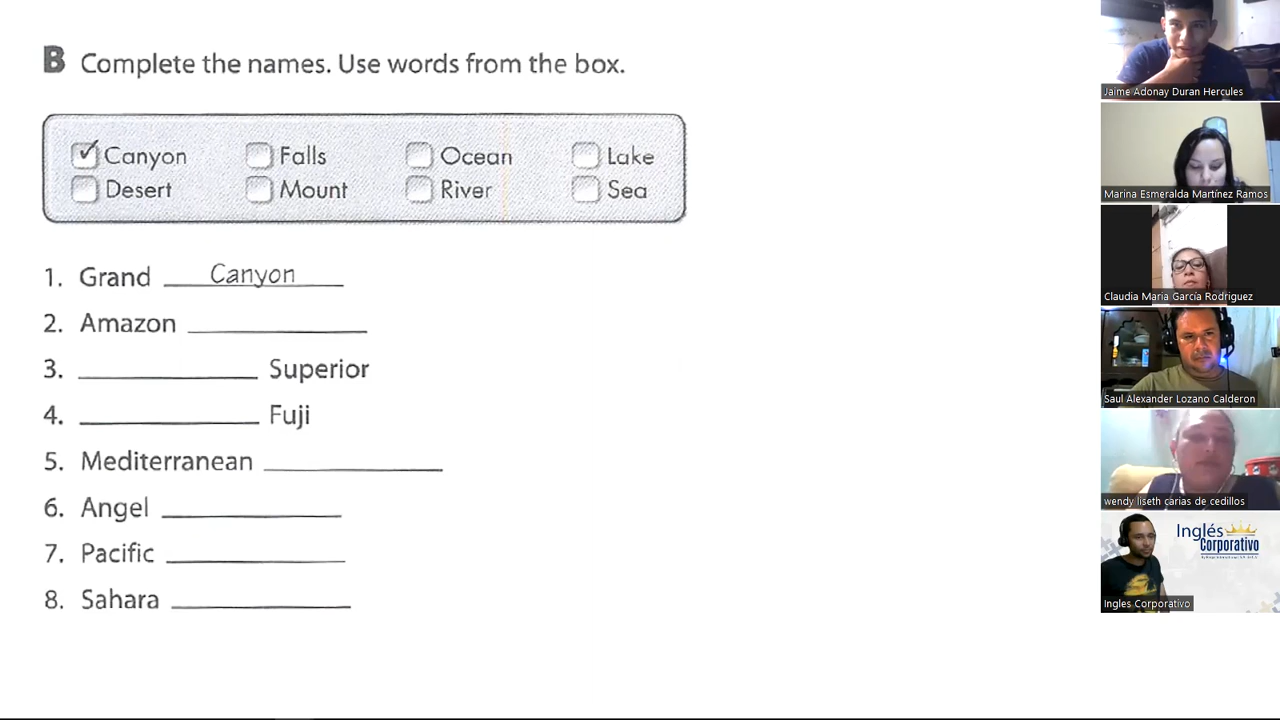 B Complete the names. Use words from the box.
Canyon Falls Ocean Lake
Desert Mount River Sea
1. Grand Canyon
2. Amazon
3. Superior
4. Fuji
5. Mediterranean
6. Angel
7. Pacific
8. Sahara
Jaime Adonay Duran Hercules
Marina Esmeralda Martínez Ramos
Claudia Maria García Rodriguez
Saul Alexander Lozano Calderon
wendy liseth carias de cedillos
Inglés
Corporativo
Ingles Corporativo